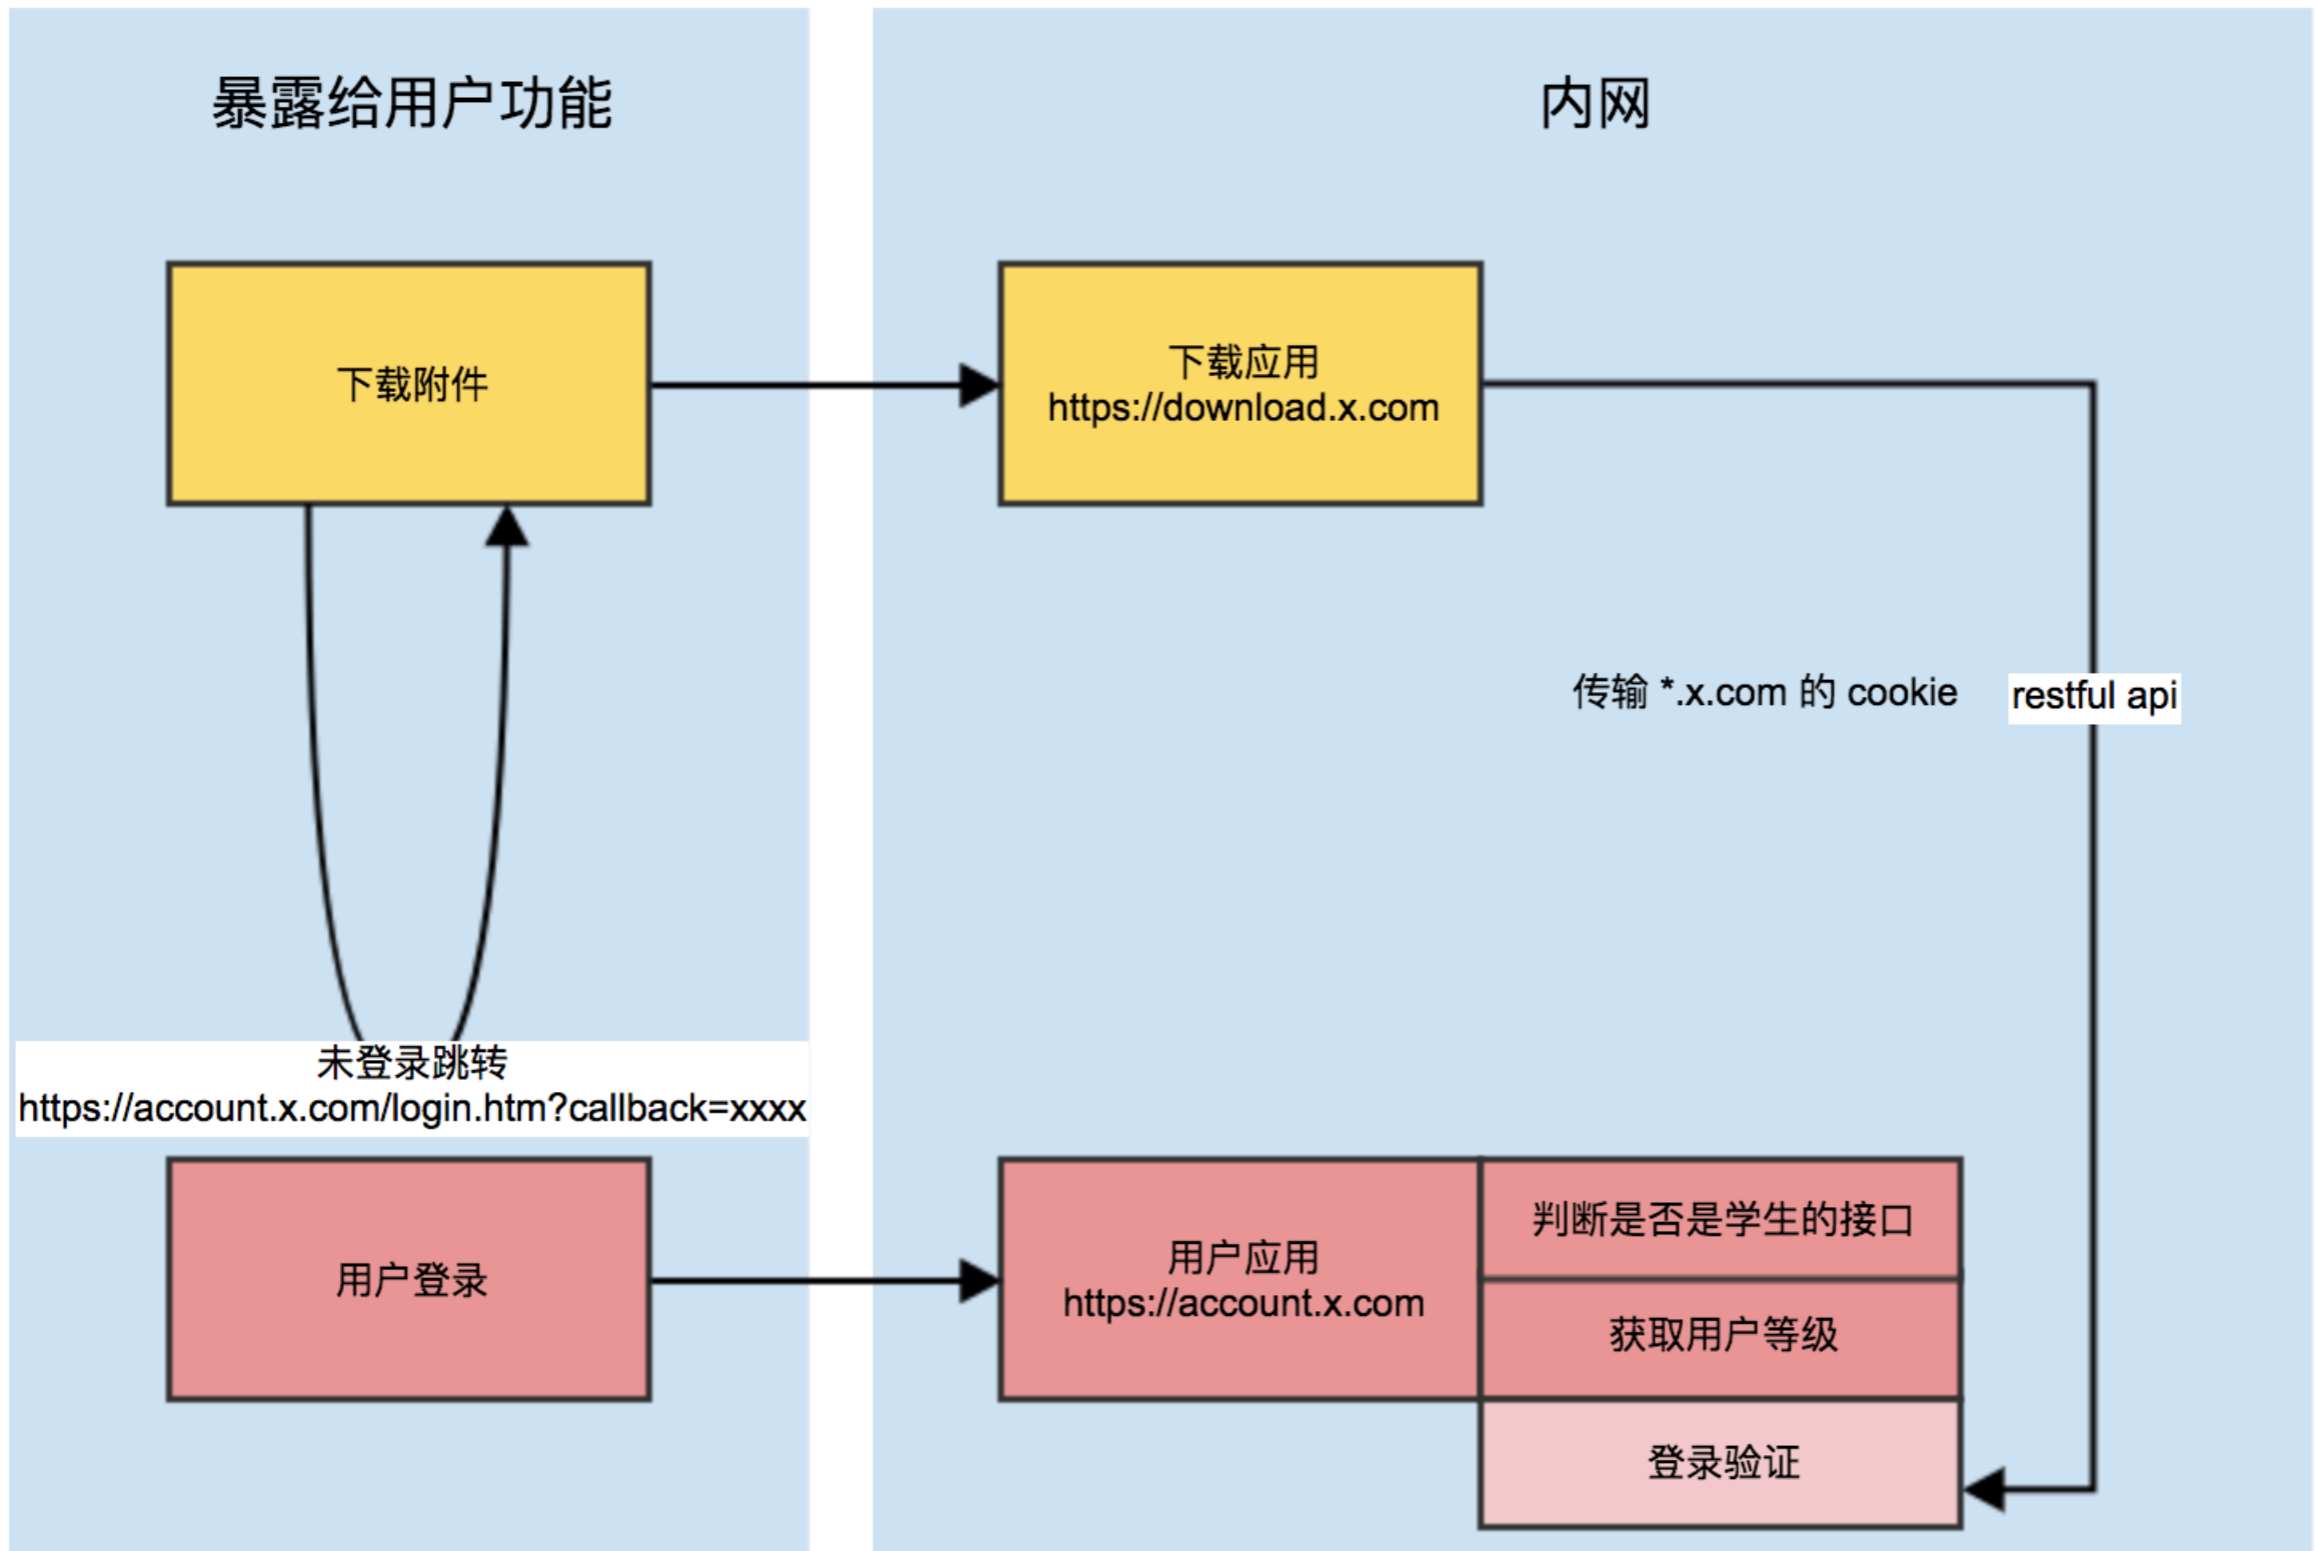 暴露给用户功能
内网
下载附件
下载应用
https://download.x.com
传输 *.x.com 的 cookie
restful api
未登录跳转
https://account.x.com/login.htm?callback=xxxx
用户登录
用户应用
https://account.x.com
判断是否是学生的接口
获取用户等级
登录验证